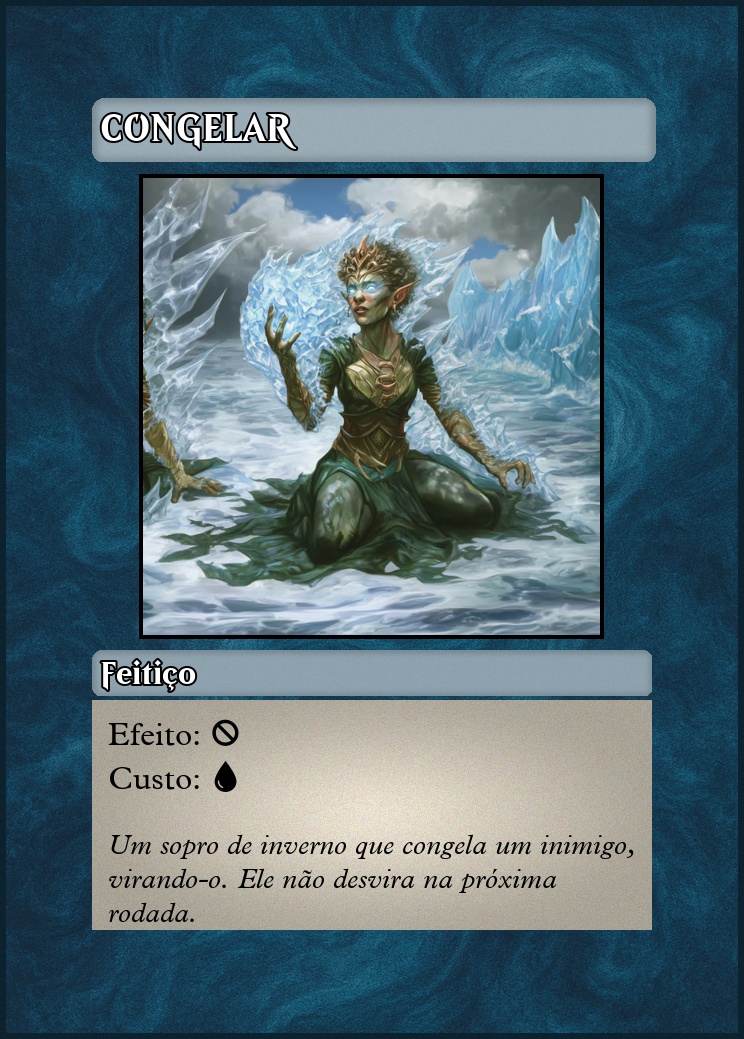 CONGELAR
Feitiço
Efeito:
Custo:
Um sopro de inverno que congela um inimigo,
virando-o. Ele não desvira na próxima
rodada.